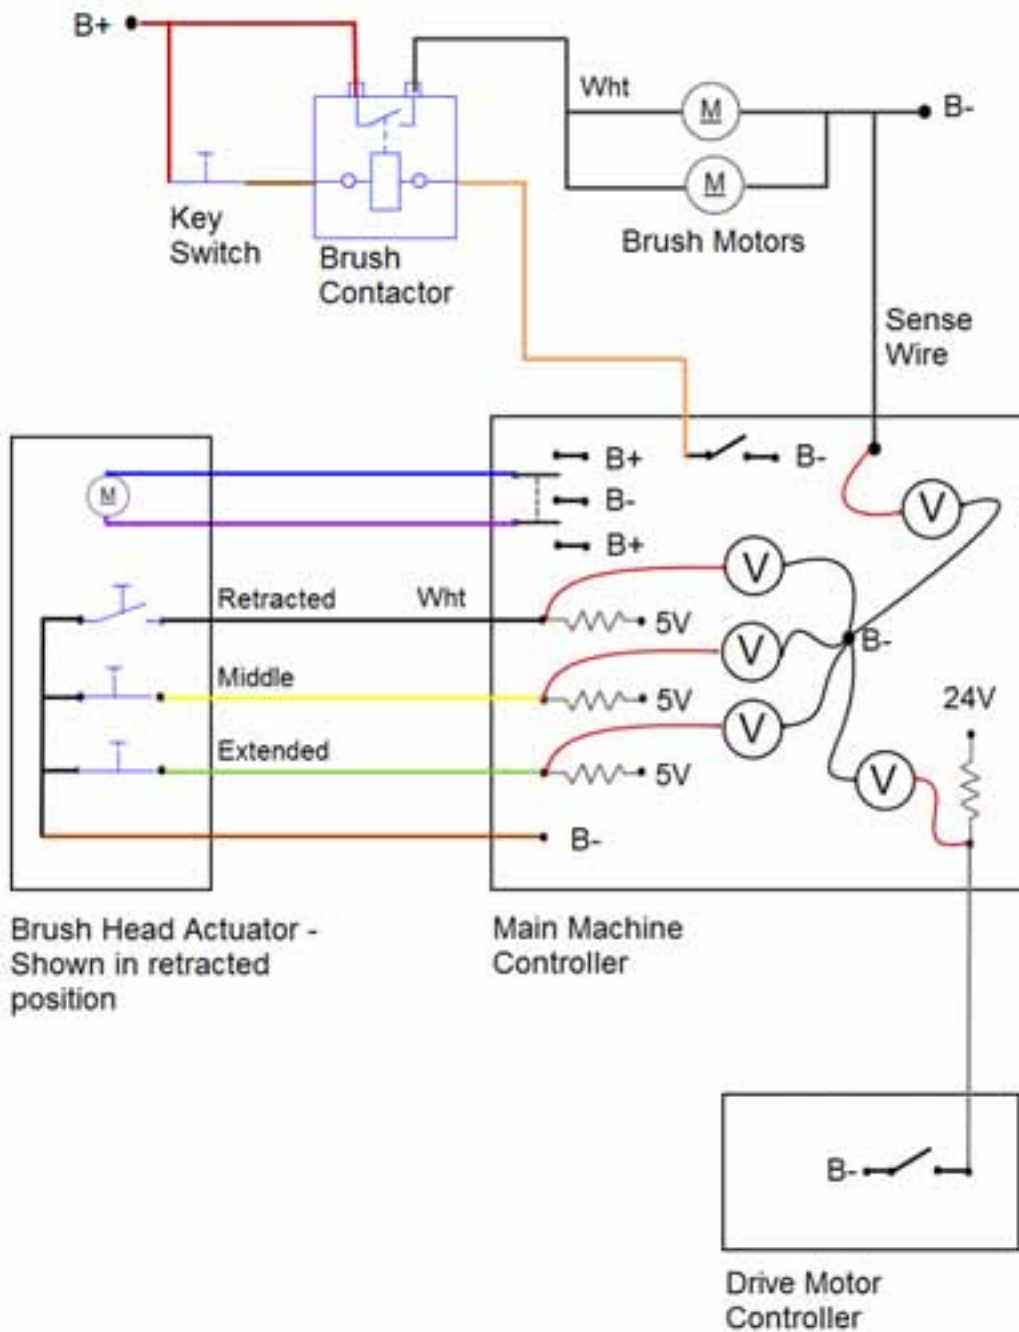 B+
Wht
M
B-
M
Key
Switch
Brush
Contactor
Brush Motors
Sense
Wire
B+
B-
M
B-
V
B+
V
Retracted
Wht
5V
V
B-
Middle
5V
24V
V
Extended
5V
V
B-
Brush Head Actuator -
Shown in retracted
position
Main Machine
Controller
B-
Drive Motor
Controller